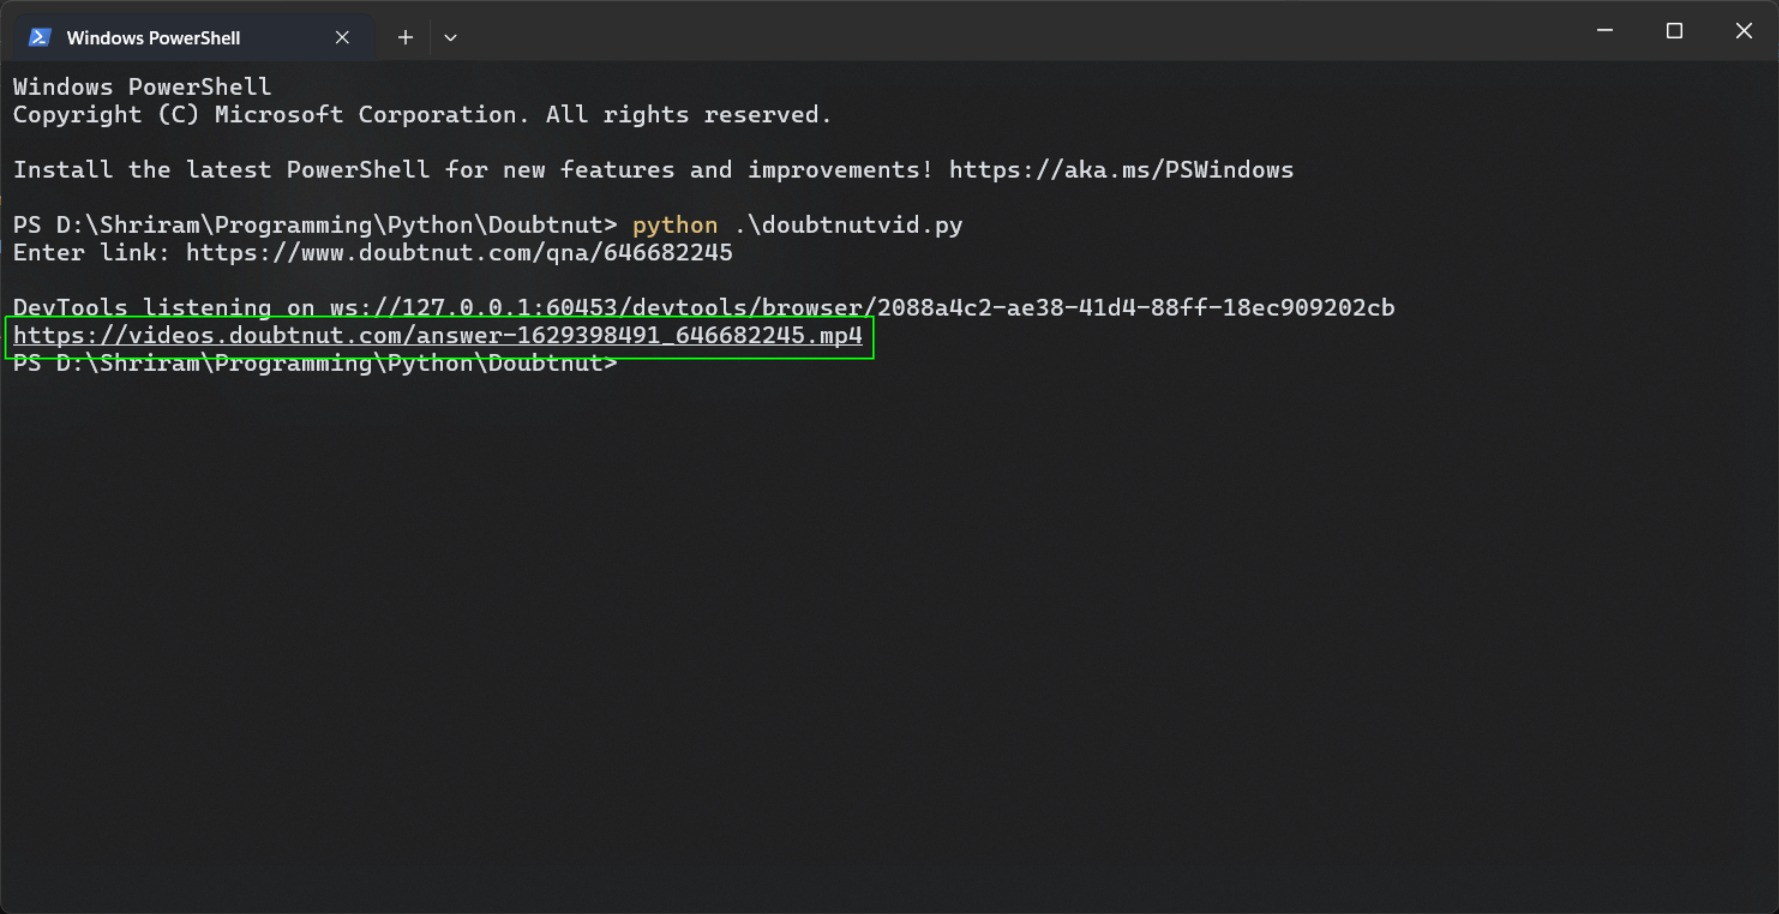 Windows PowerShell
Windows PowerShell
Copyright (C) Microsoft Corporation. All rights reserved.
Install the latest PowerShell for new features and improvements! https://aka.ms/PSWindows
PS D:\Shriram\Programming\Python\Doubtnut> python .\doubtnutvid.py
Enter link: https://www.doubtnut.com/qna/646682245
DevTools listening on ws://127.0.0.1:60453/devtools/browser/2088a4c2-ae38-41d4-88ff-18ec909202cb
https://videos.doubtnut.com/answer-1629398491_646682245.mp4
PS D:\Shriram\Programming\Python\Doubtnut>